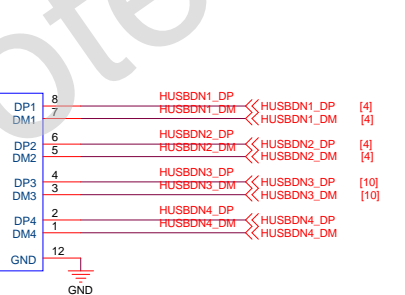 ote
DP1 8 HUSBDN1_DP HUSBDN1_DP [4]
DM1 7 HUSBDN1_DM HUSBDN1_DM [4]
DP2 6 HUSBDN2_DP HUSBDN2_DP [4]
DM2 5 HUSBDN2_DM HUSBDN2_DM [4]
DP3 4 HUSBDN3_DP HUSBDN3_DP [10]
DM3 3 HUSBDN3_DM HUSBDN3_DM [10]
DP4 2 HUSBDN4_DP HUSBDN4_DP
DM4 1 HUSBDN4_DM HUSBDN4_DM
GND 12
GND